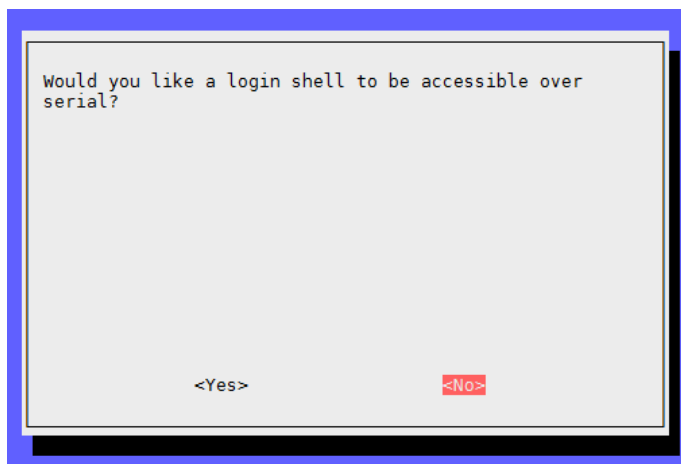 Would you like a login shell to be accessible over
serial?
<Yes> <No>